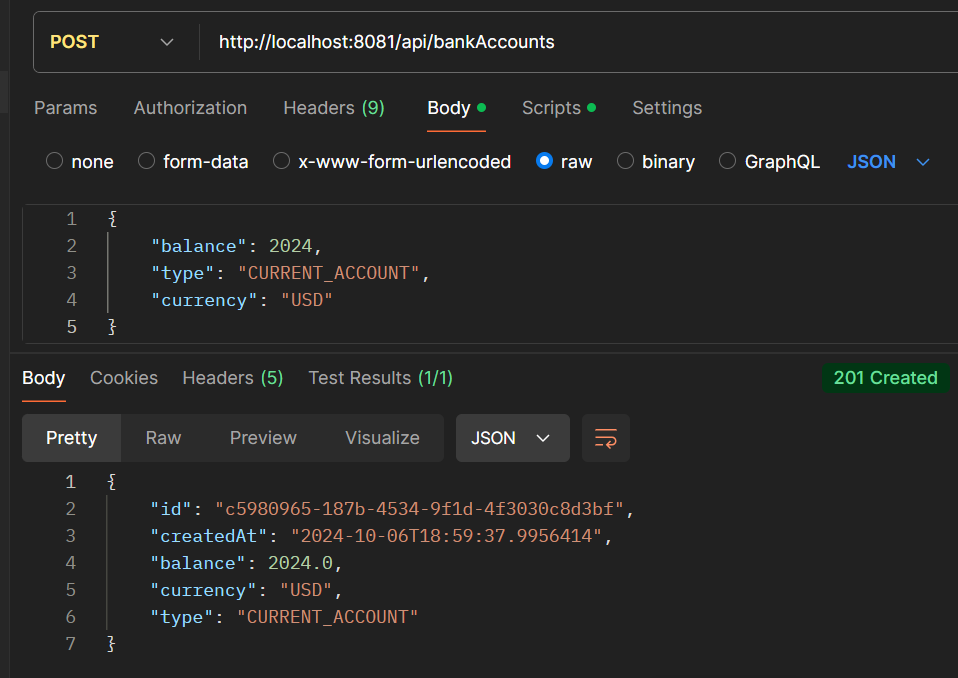 POST http://localhost:8081/api/bankAccounts
Params Authorization Headers (9) Body Scripts Settings
none form-data x-www-form-urlencoded raw binary GraphQL JSON
1 {
2 "balance": 2024,
3 "type": "CURRENT_ACCOUNT",
4 "currency": "USD"
5 }
Body Cookies Headers (5) Test Results (1/1) 201 Created
Pretty Raw Preview Visualize JSON
1 {
2 "id": "c5980965-187b-4534-9f1d-4f3030c8d3bf",
3 "createdAt": "2024-10-06T18:59:37.9956414",
4 "balance": 2024.0,
5 "currency": "USD",
6 "type": "CURRENT_ACCOUNT"
7 }